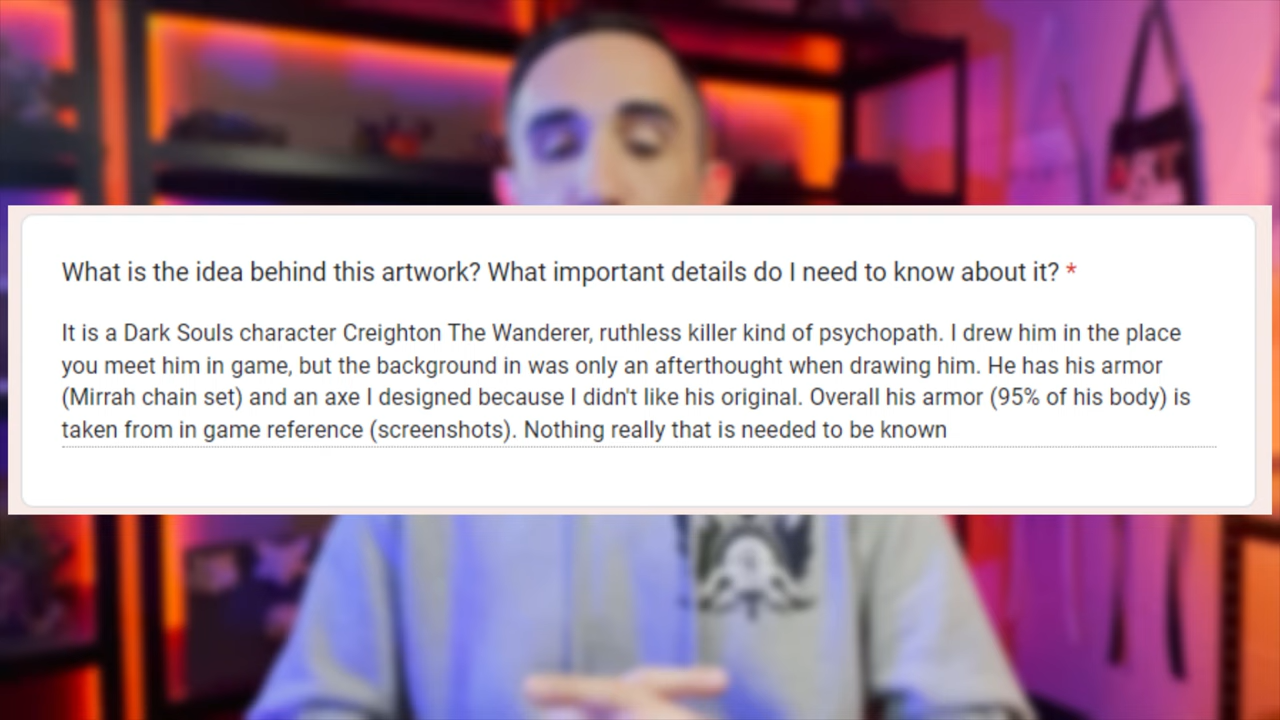 What is the idea behind this artwork? What important details do I need to know about it? *
It is a Dark Souls character Creighton The Wanderer, ruthless killer kind of psychopath. I drew him in the place
you meet him in game, but the background in was only an afterthought when drawing him. He has his armor
(Mirrah chain set) and an axe I designed because I didn't like his original. Overall his armor (95% of his body) is
taken from in game reference (screenshots). Nothing really that is needed to be known